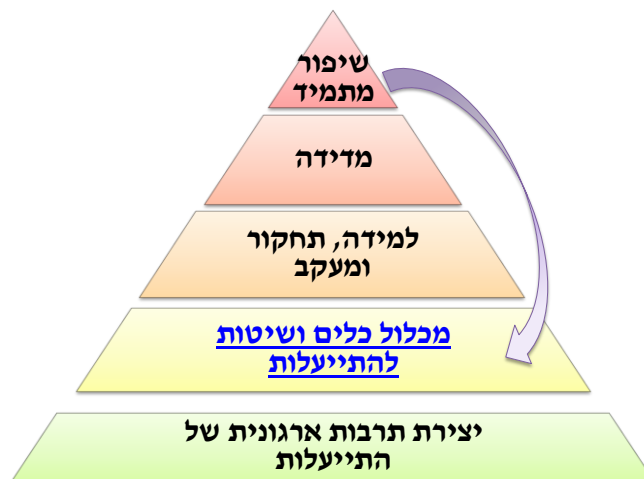 שיפור
מתמיד
מדידה
למידה, תחקור
ומעקב
מכלול כלים ושיטות
להתייעלות
יצירת תרבות ארגונית של
התייעלות